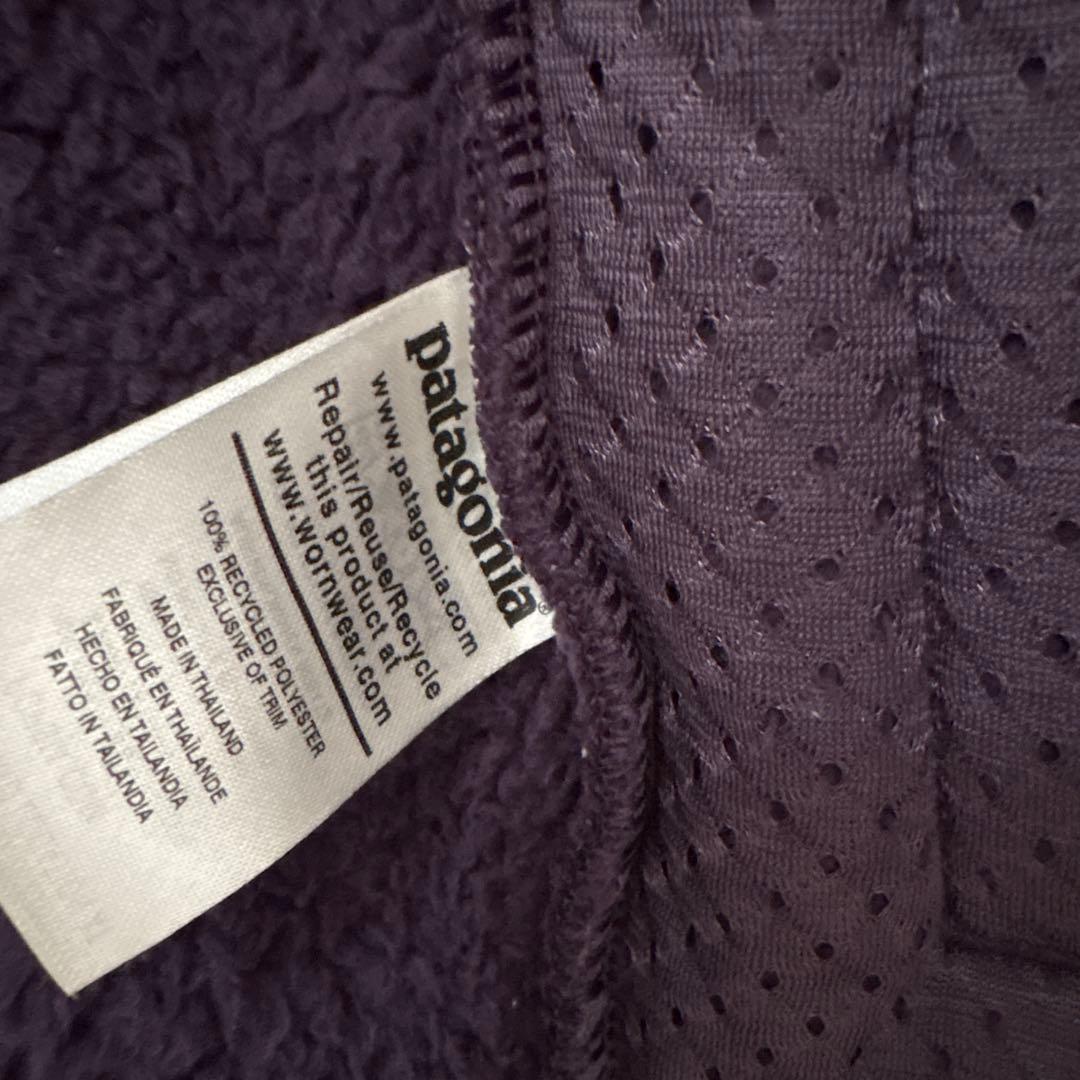 patagonia®
www.patagonia.com
Repair/Reuse/Recycle
this product at
www.wornwear.com
100% RECYCLED POLYESTER
EXCLUSIVE OF TRIM
MADE IN THAILAND
FABRIQUÉ EN THAILANDE
HECHO EN TAILANDIA
FATTO IN TAILANDIA